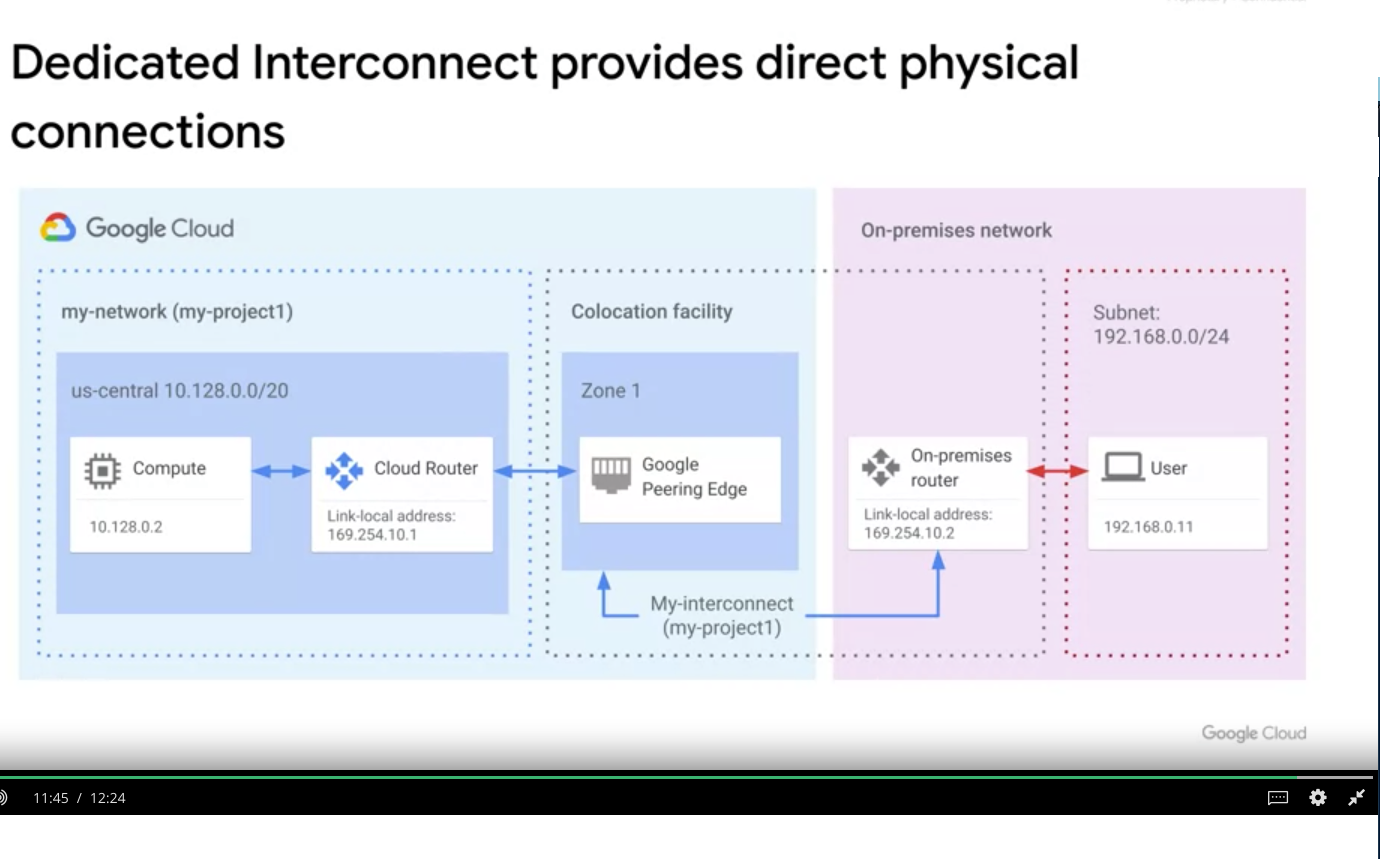 Dedicated Interconnect provides direct physical
connections
Google Cloud
On-premises network
my-network (my-project1)
Colocation facility
Subnet:
192.168.0.0/24
us-central 10.128.0.0/20
Zone 1
Compute
10.128.0.2
Cloud Router
Link-local address:
169.254.10.1
Google
Peering Edge
On-premises
router
Link-local address:
169.254.10.2
User
192.168.0.11
My-interconnect
(my-project1)
Google Cloud
11:45 / 12:24